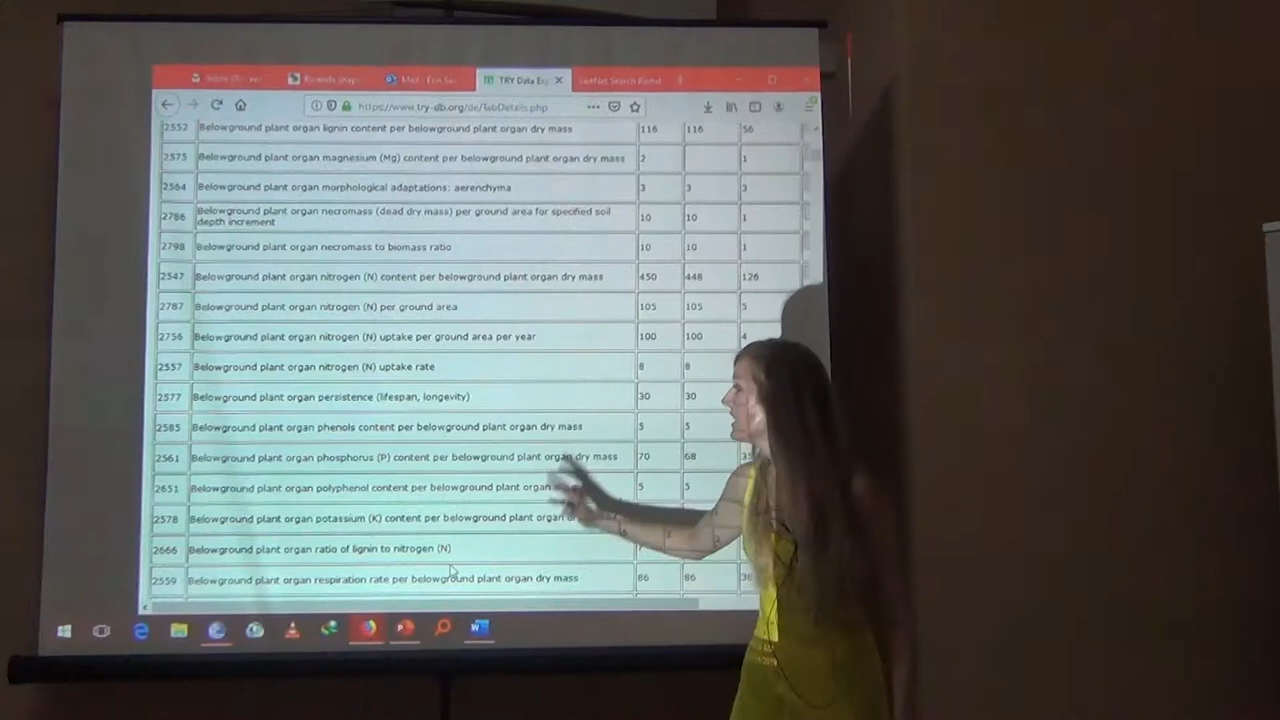 TRY Data Ex
https://www.try-db.org/de/TabDetails.php
2552 Belowground plant organ lignin content per belowground plant organ dry mass 116 116 56
2575 Belowground plant organ magnesium (Mg) content per belowground plant organ dry mass 2 1
2564 Belowground plant organ morphological adaptations: aerenchyma 3 3 3
2786 Belowground plant organ necromass (dead dry mass) per ground area for specified soil 10 10 1
depth increment
2798 Belowground plant organ necromass to biomass ratio 10 10 1
2547 Belowground plant organ nitrogen (N) content per belowground plant organ dry mass 450 448 126
2787 Belowground plant organ nitrogen (N) per ground area 105 105 5
2756 Belowground plant organ nitrogen (N) uptake per ground area per year 100 100 4
2557 Belowground plant organ nitrogen (N) uptake rate 8 8
2577 Belowground plant organ persistence (lifespan, longevity) 30 30
2585 Belowground plant organ phenols content per belowground plant organ dry mass 5 5
2561 Belowground plant organ phosphorus (P) content per belowground plant organ dry mass 70 68
2651 Belowground plant organ polyphenol content per belowground plant organ 5 5
2578 Belowground plant organ potassium (K) content per belowground plant organ
2666 Belowground plant organ ratio of lignin to nitrogen (N)
2559 Belowground plant organ respiration rate per belowground plant organ dry mass 86 86